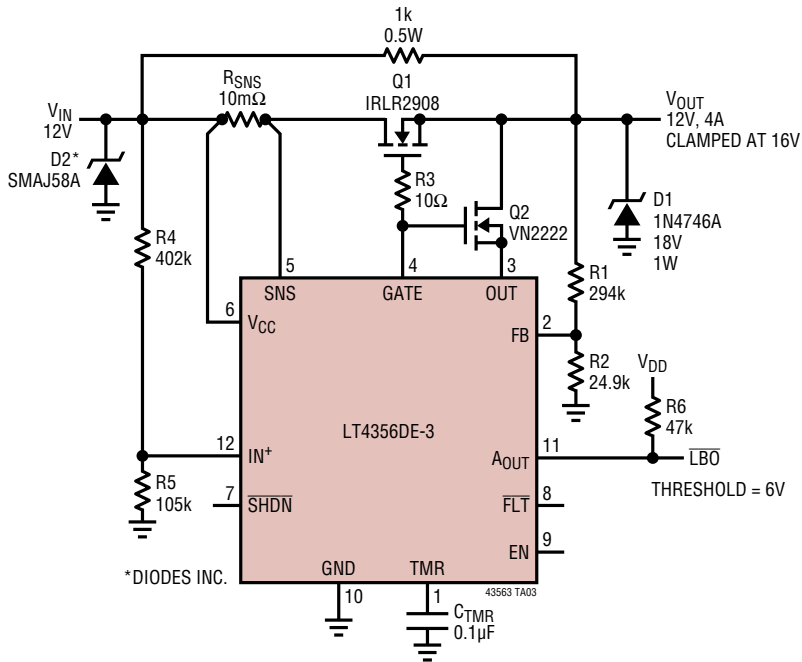 1k
0.5W
RSNS
10mΩ
Q1
IRLR2908
VIN
12V
VOUT
12V, 4A
CLAMPED AT 16V
D2*
SMAJ58A
R3
10Ω
Q2
VN2222
D1
1N4746A
18V
1W
R4
402k
5
4
3
SNS
GATE
OUT
R1
294k
6
VCC
FB
2
R2
24.9k
VDD
R6
47k
LT4356DE-3
12
IN+
AOUT
11
LBO
THRESHOLD = 6V
R5
105k
7
SHDN
FLT
8
EN
9
*DIODES INC.
GND
TMR
10
1
43563 TA03
CTMR
0.1µF